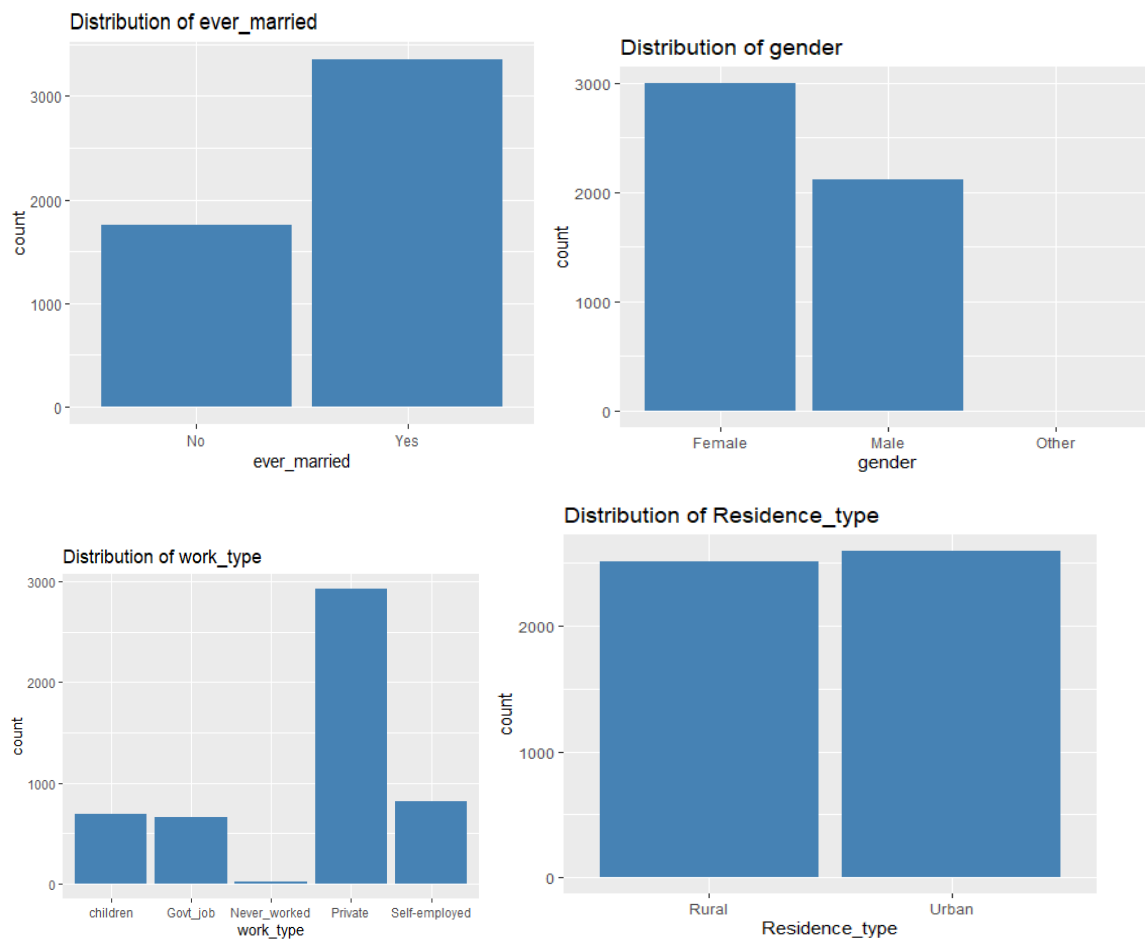 Distribution of ever_married
3000
2000
1000
0
count
No Yes
ever_married
Distribution of gender
3000
2000
1000
0
count
Female Male Other
gender
Distribution of work_type
3000
2000
1000
0
count
children Govt_job Never_worked Private Self-employed
work_type
Distribution of Residence_type
2000
1000
0
count
Rural Urban
Residence_type